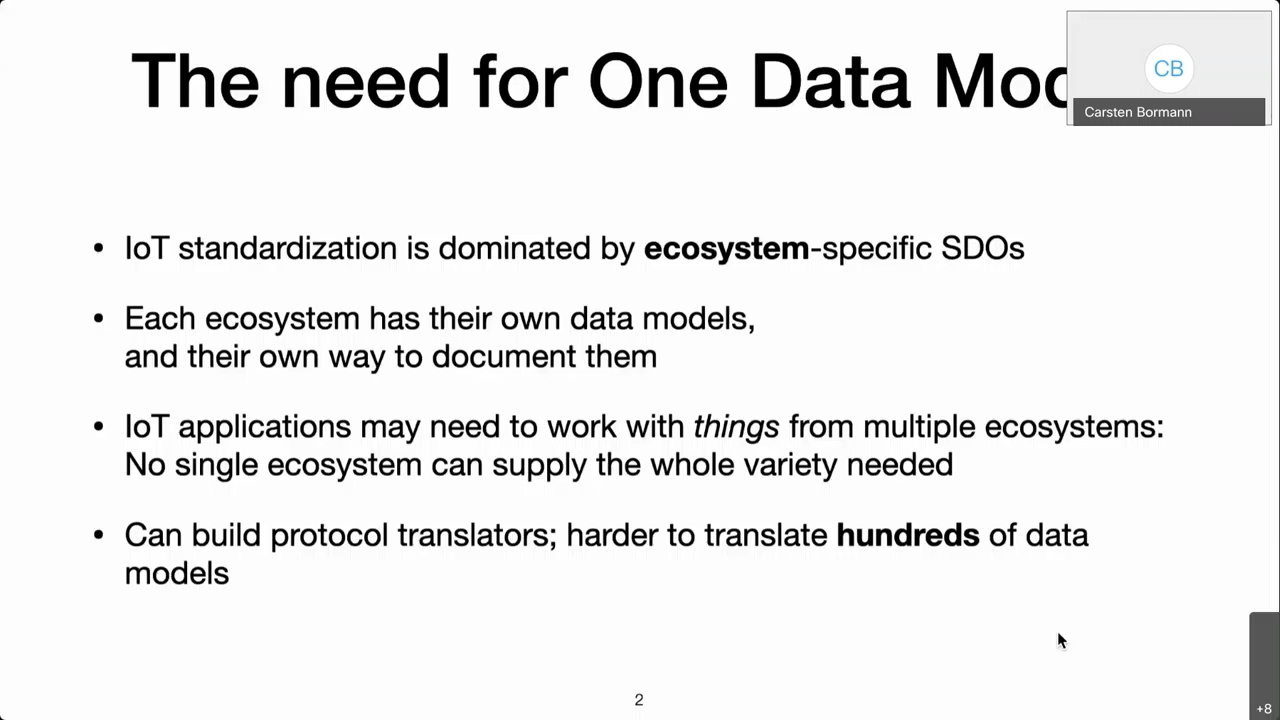 The need for One Data Mod
CB
Carsten Bormann
• IoT standardization is dominated by ecosystem-specific SDOs
• Each ecosystem has their own data models,
and their own way to document them
• IoT applications may need to work with things from multiple ecosystems:
No single ecosystem can supply the whole variety needed
• Can build protocol translators; harder to translate hundreds of data
models
2
+8